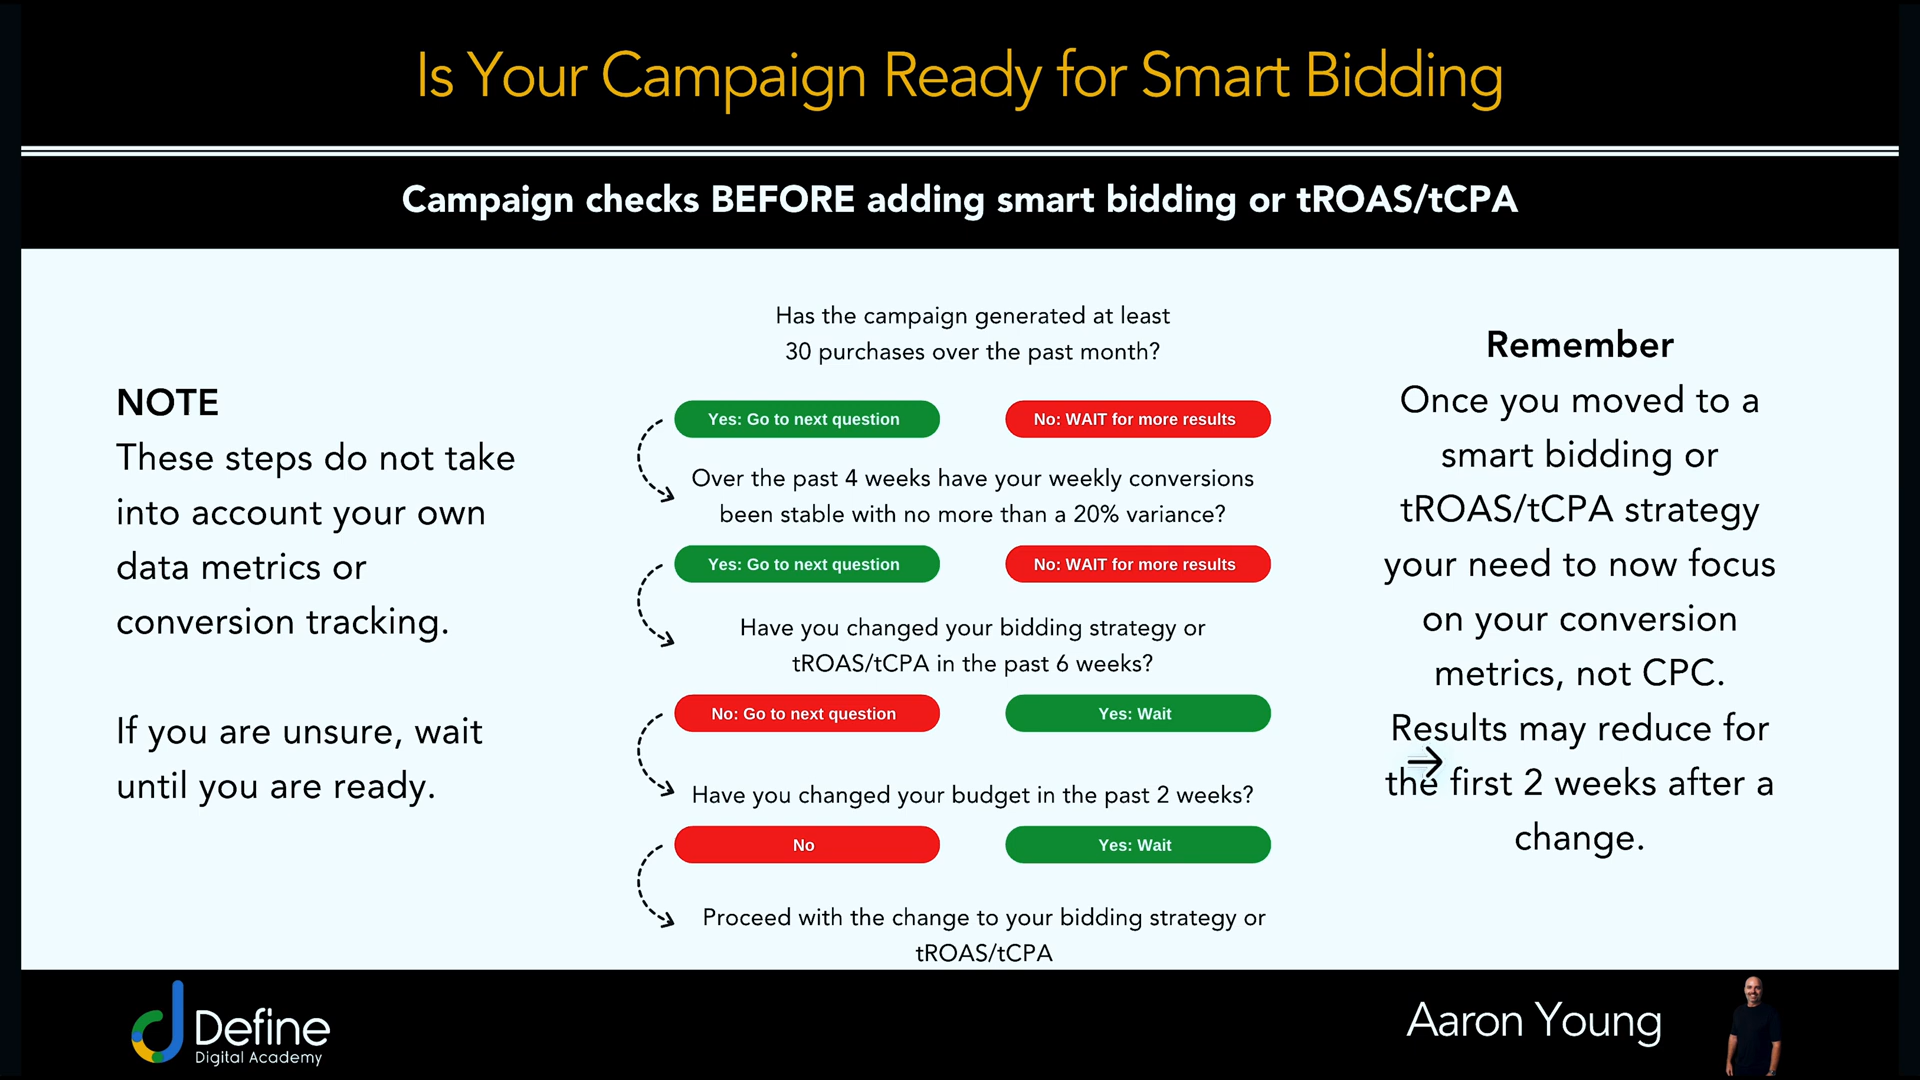 Is Your Campaign Ready for Smart Bidding
Campaign checks BEFORE adding smart bidding or tROAS/tCPA
NOTE
These steps do not take
into account your own
data metrics or
conversion tracking.
If you are unsure, wait
until you are ready.
Has the campaign generated at least
30 purchases over the past month?
Yes: Go to next question
No: WAIT for more results
Over the past 4 weeks have your weekly conversions
been stable with no more than a 20% variance?
Yes: Go to next question
No: WAIT for more results
Have you changed your bidding strategy or
tROAS/tCPA in the past 6 weeks?
No: Go to next question
Yes: Wait
Have you changed your budget in the past 2 weeks?
No
Yes: Wait
Proceed with the change to your bidding strategy or
tROAS/tCPA
Remember
Once you moved to a
smart bidding or
tROAS/tCPA strategy
your need to now focus
on your conversion
metrics, not CPC.
Results may reduce for
the first 2 weeks after a
change.
Define
Digital Academy
Aaron Young